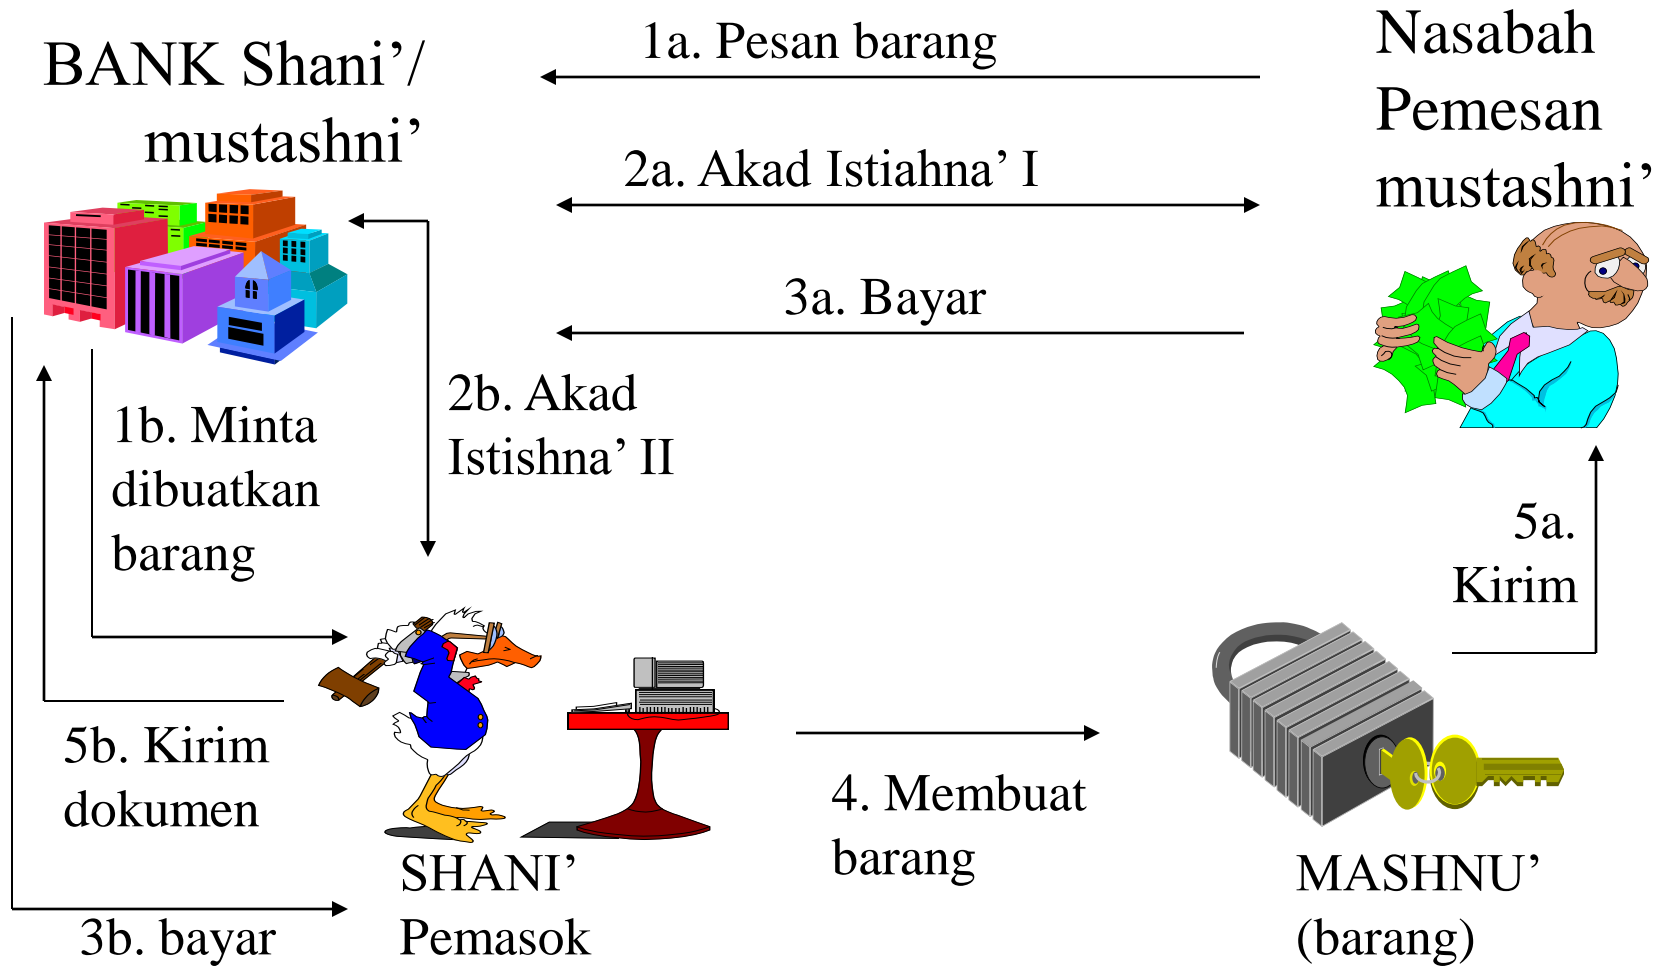 BANK Shani’/
mustashni’
1a. Pesan barang
Nasabah
Pemesan
mustashni’
2a. Akad Istiahna’ I
3a. Bayar
2b. Akad
Istishna’ II
1b. Minta
dibuatkan
barang
5a.
Kirim
5b. Kirim
dokumen
4. Membuat
barang
SHANI’
Pemasok
MASHNU’
(barang)
3b. bayar